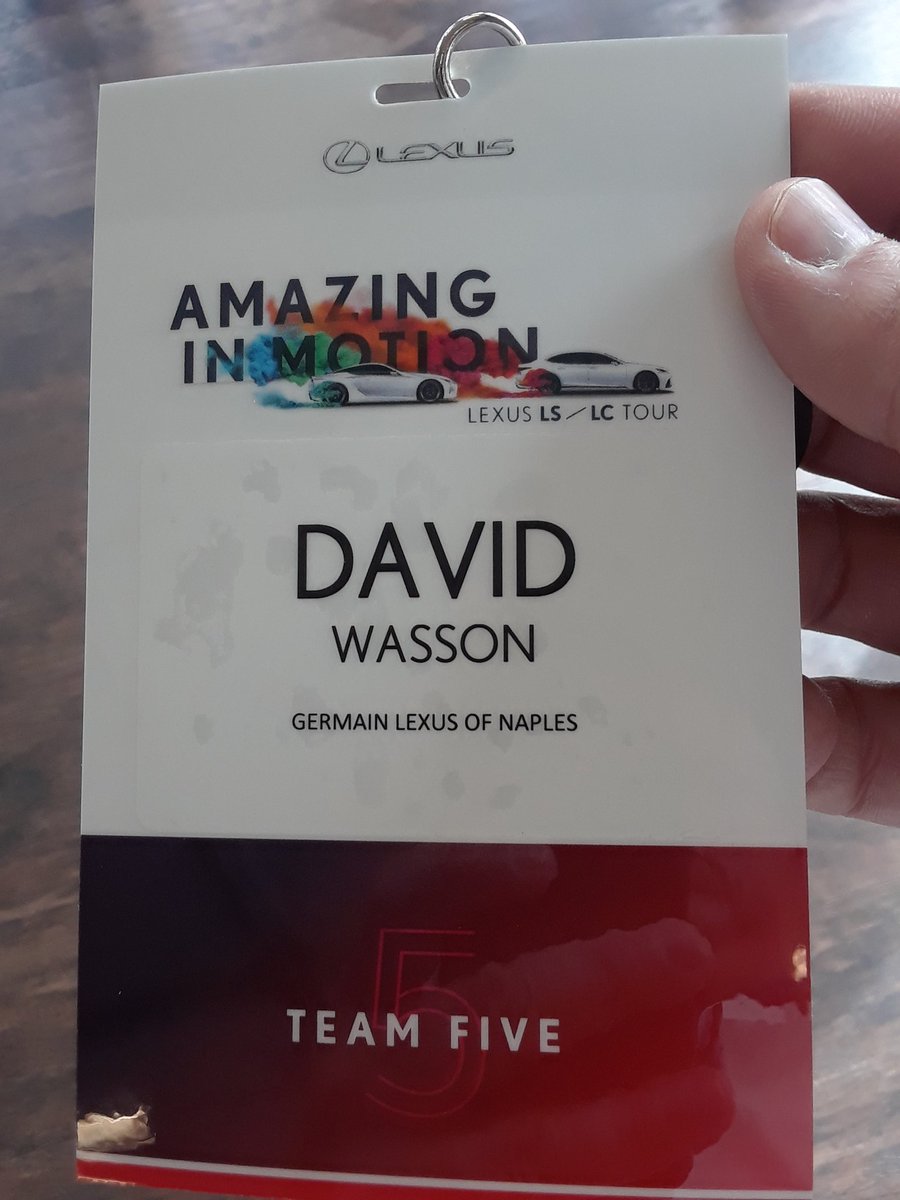 LEXUS
AMAZING
IN MOTION
LEXUS LS / LC TOUR
DAVID
WASSON
GERMAIN LEXUS OF NAPLES
5
TEAM FIVE